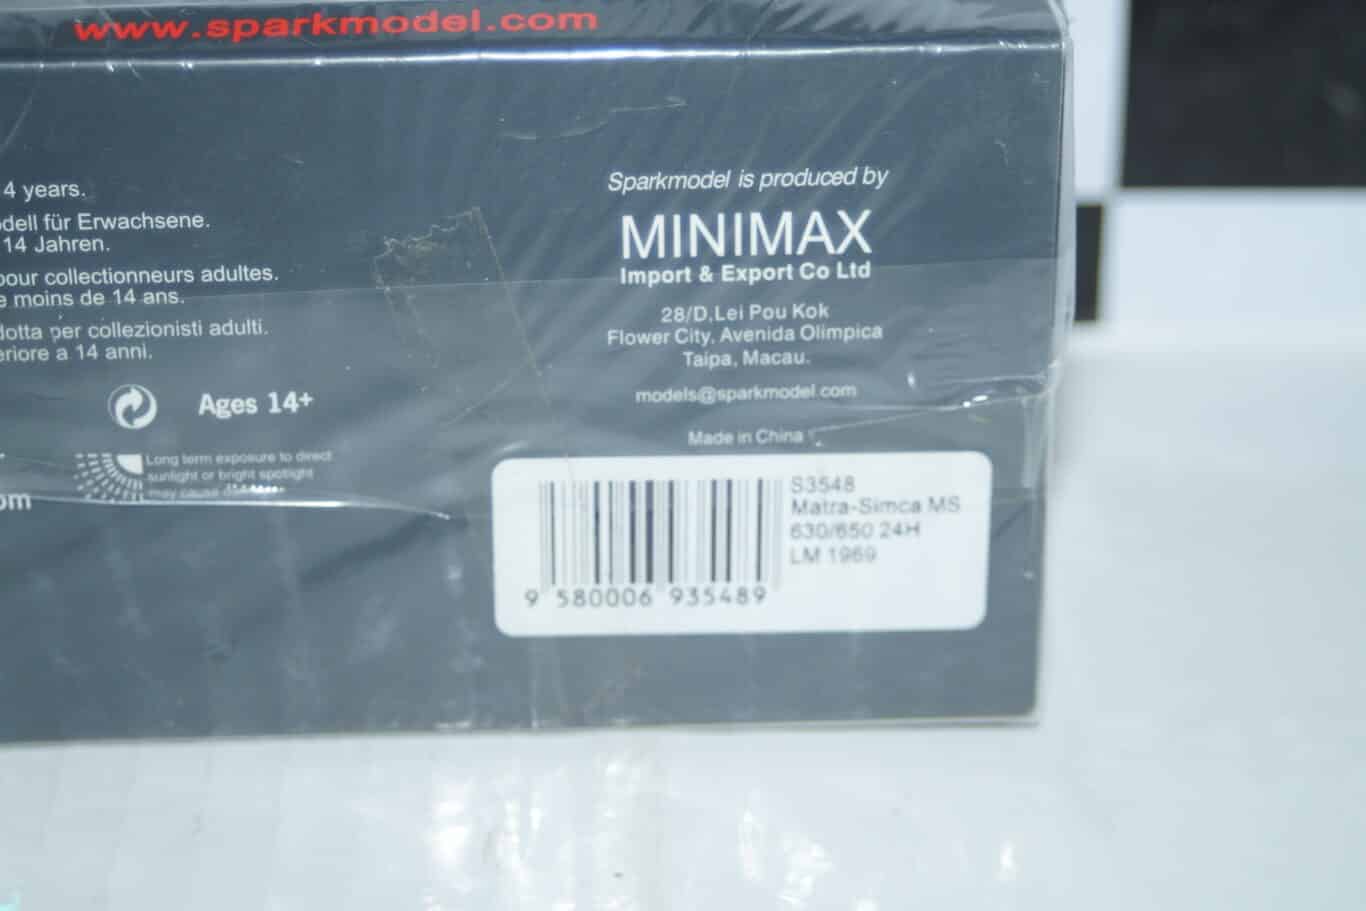 www.sparkmodel.com
4 years.
dell für Erwachsene.
14 Jahren.
pour collectionneurs adultes.
e moins de 14 ans.
dotta per collezionisti adulti.
eriore a 14 anni.
Ages 14+
Long term exposure to direct
sunlight or bright spotlight
may cause
om
Sparkmodel is produced by
MINIMAX
Import & Export Co Ltd
28/D,Lei Pou Kok
Flower City, Avenida Olimpica
Taipa, Macau.
models@sparkmodel.com
Made in China
S3548
Matra-Simca MS
630/650 24H
LM 1969
9 580006 935489